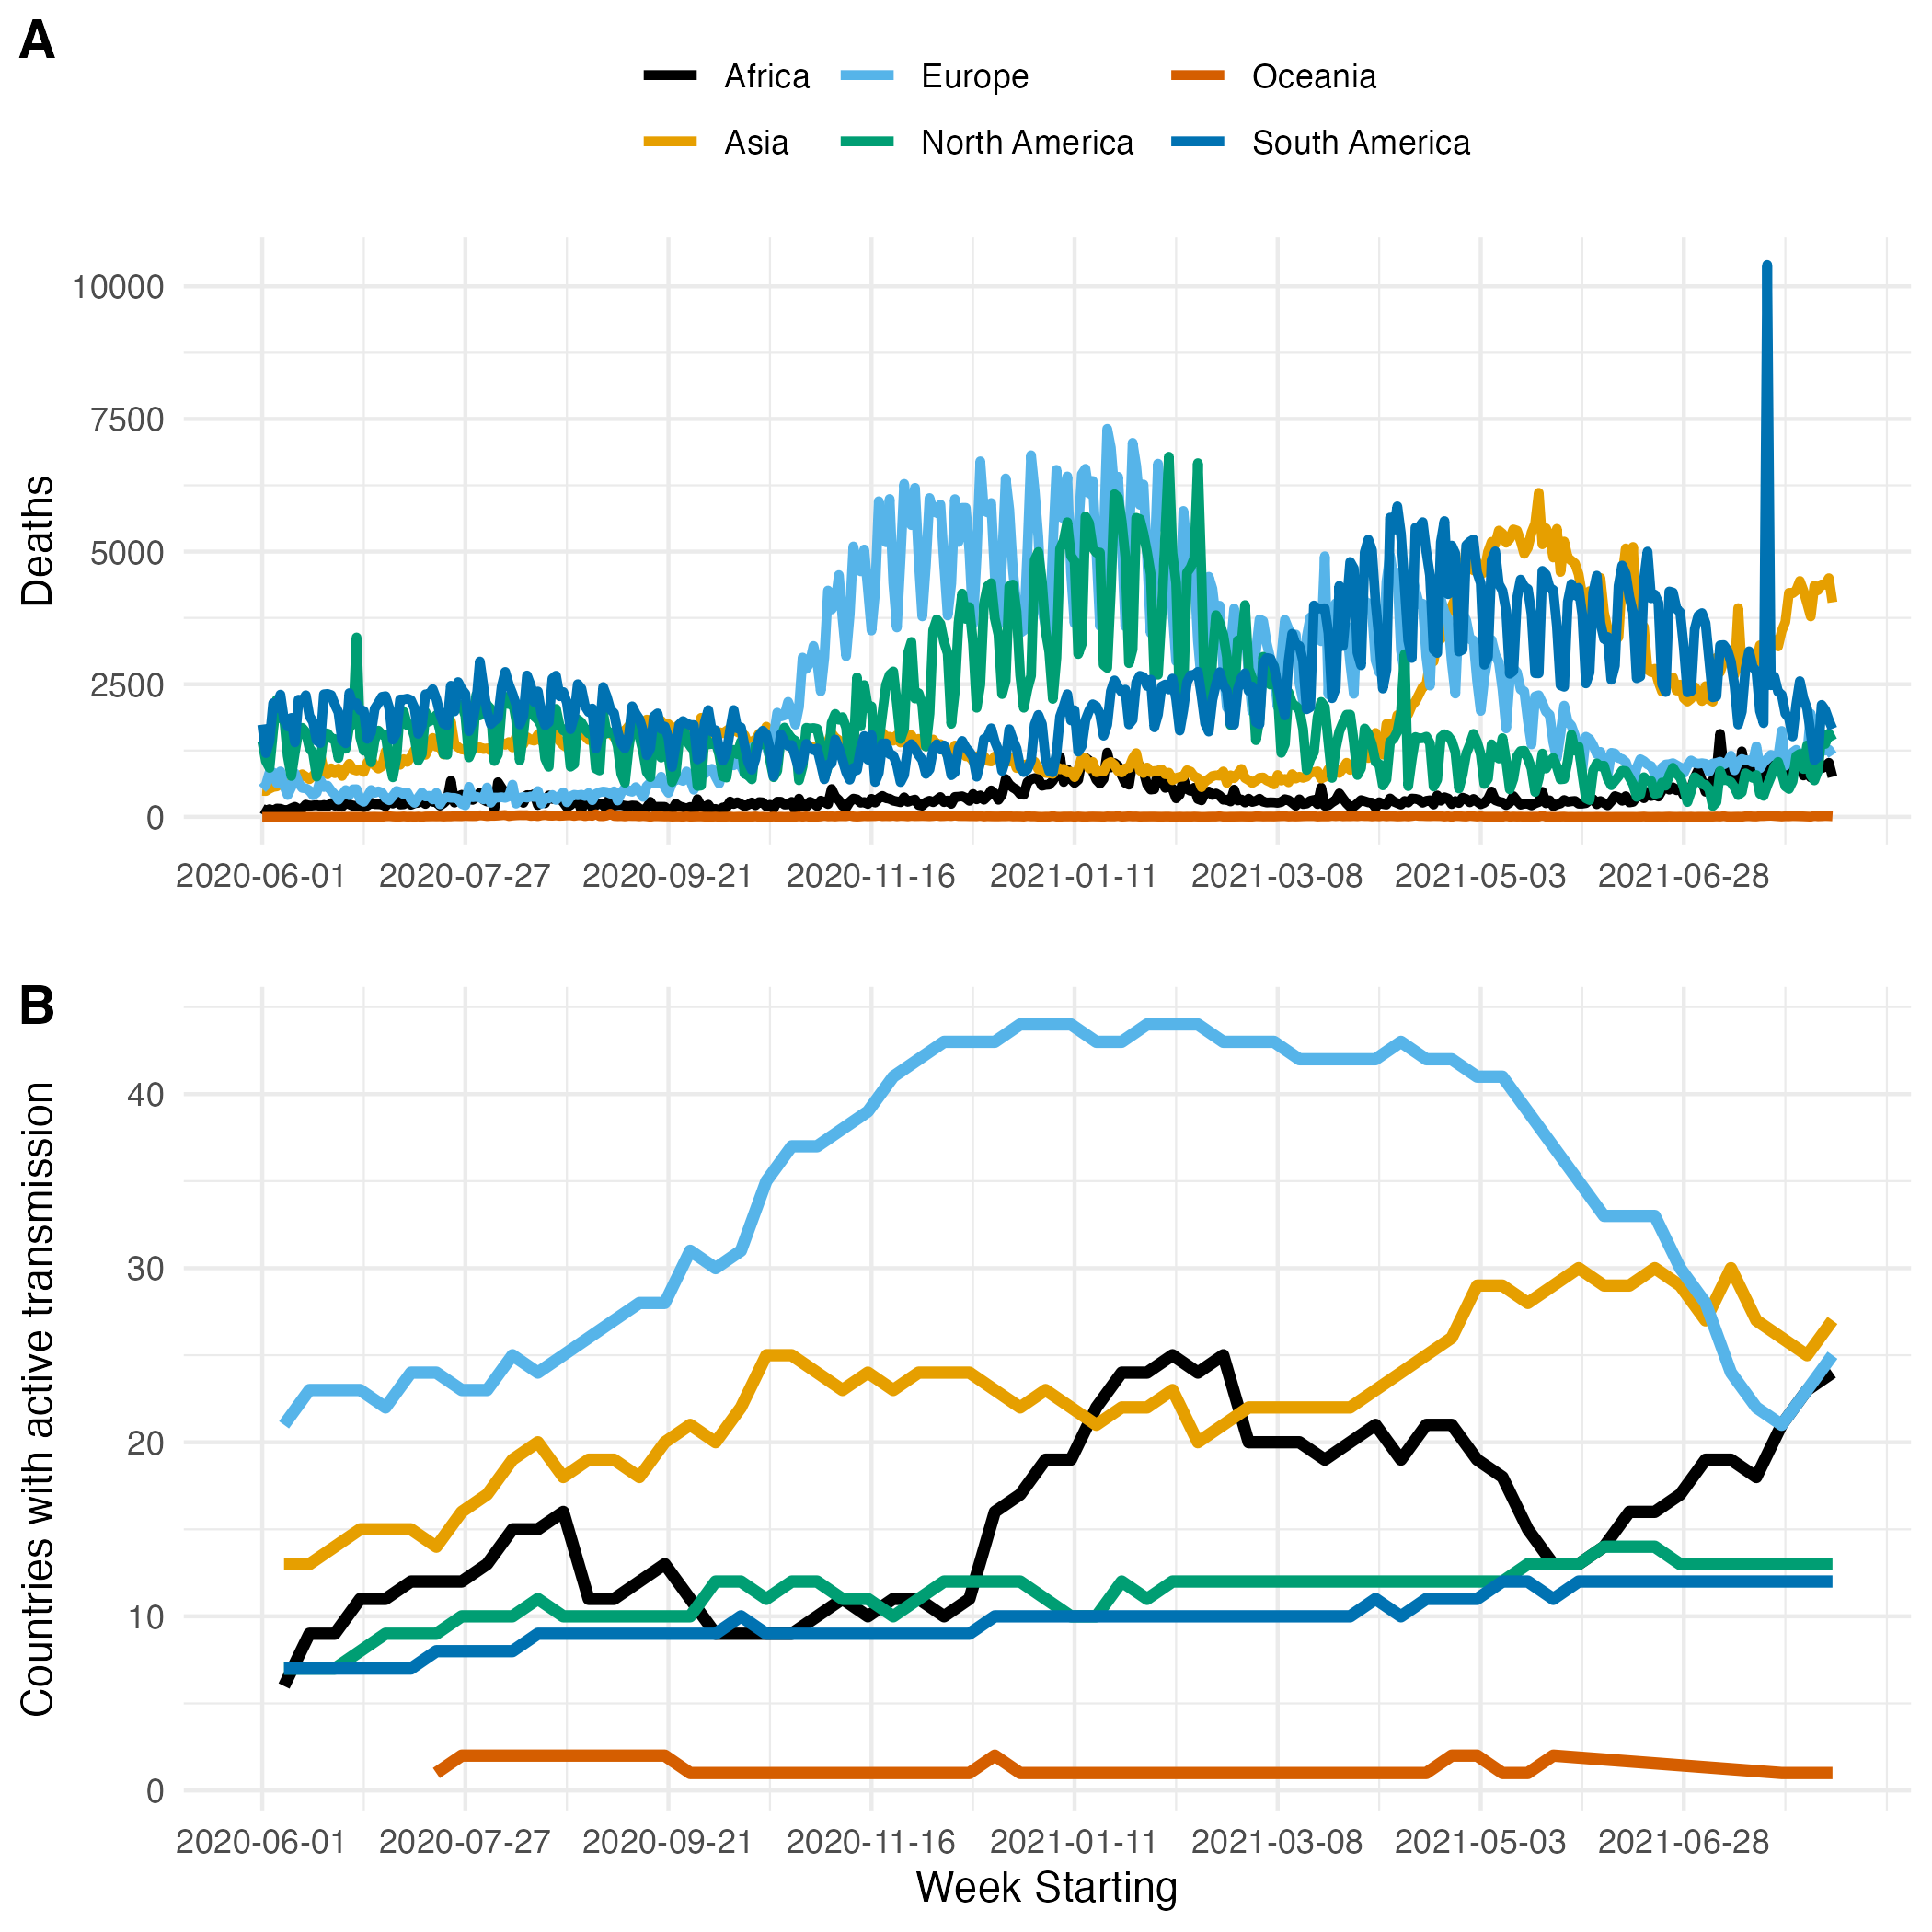 A
Africa Europe Oceania
Asia North America South America
Deaths
10000
7500
5000
2500
0
2020-06-01 2020-07-27 2020-09-21 2020-11-16 2021-01-11 2021-03-08 2021-05-03 2021-06-28
B
Countries with active transmission
40
30
20
10
0
2020-06-01 2020-07-27 2020-09-21 2020-11-16 2021-01-11 2021-03-08 2021-05-03 2021-06-28
Week Starting